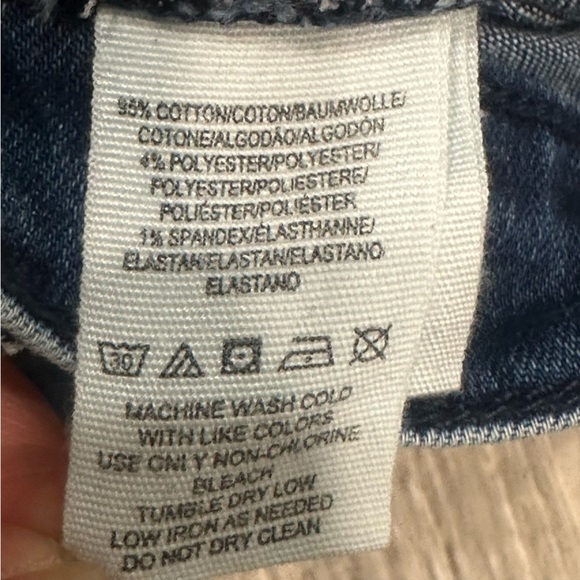 95% COTTON/COTON/BAUMWOLLE/
COTONE/ALGODÃO/ALGODÓN
4% POLYESTER/POLYESTER/
POLYESTER/POLIESTERE/
POLIÉSTER/POLIÉSTER
1% SPANDEX/ÉLASTHANNE/
ELASTAN/ELASTAN/ELASTANO
ELASTANO
30
MACHINE WASH COLD
WITH LIKE COLORS
USE ONLY NON-CHLORINE
BLEACH
TUMBLE DRY LOW
LOW IRON AS NEEDED
DO NOT DRY CLEAN